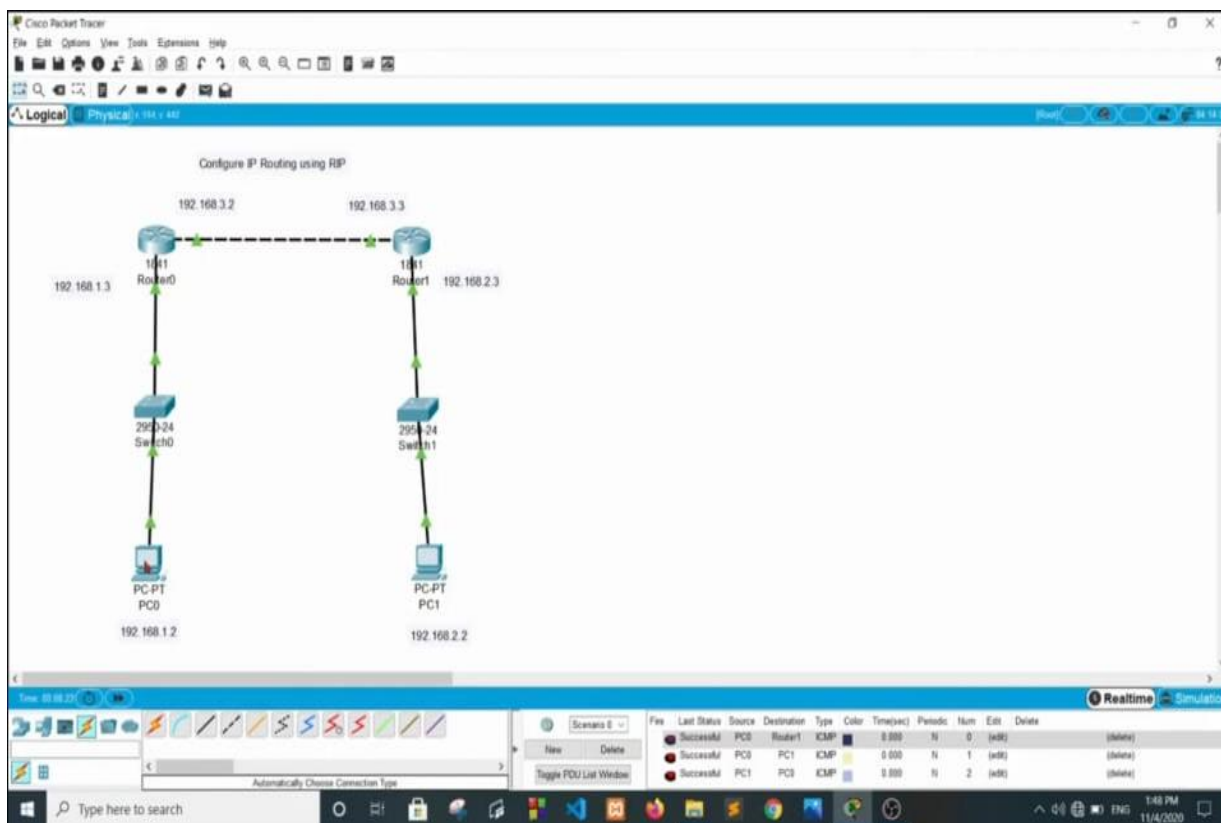 Cisco Packet Tracer
File Edit Options View Tools Extensions Help
Logical Physical
[Root]
Configure IP Routing using RIP
192.168.3.2 192.168.3.3
1841
Router0
1841
Router1
192.168.1.3
192.168.2.3
2950-24
Switch0
2950-24
Switch1
PC-PT
PC0
PC-PT
PC1
192.168.1.2
192.168.2.2
Realtime Simulatio
Scenario 0
New Delete
Toggle PDU List Window
Automatically Choose Connection Type
Fire Last Status Source Destination Type Color Time(sec) Periodic Num Edit Delete
Successful PC0 Router1 ICMP 0.000 N 0 (edit) (delete)
Successful PC0 PC1 ICMP 0.000 N 1 (edit) (delete)
Successful PC1 PC0 ICMP 0.000 N 2 (edit) (delete)
Type here to search
ENG
1:48 PM
11/4/2020